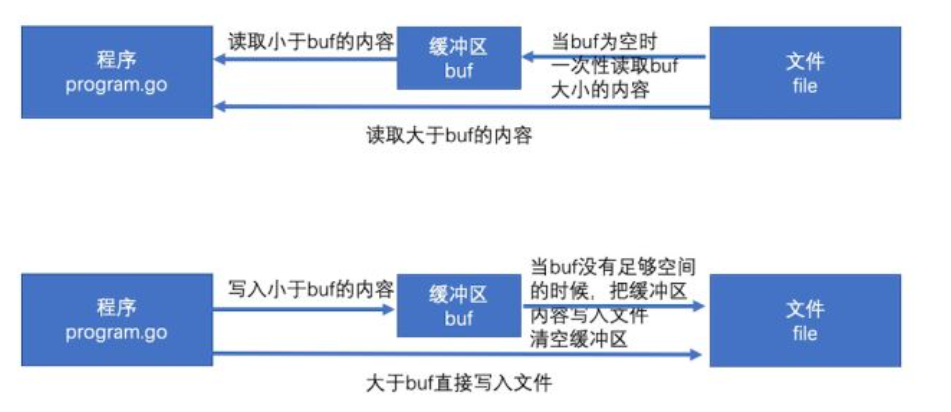 程序
program.go
读取小于buf的内容
缓冲区
buf
当buf为空时
一次性读取buf
大小的内容
文件
file
读取大于buf的内容
程序
program.go
写入小于buf的内容
缓冲区
buf
当buf没有足够空间
的时候，把缓冲区
内容写入文件
清空缓冲区
文件
file
大于buf直接写入文件